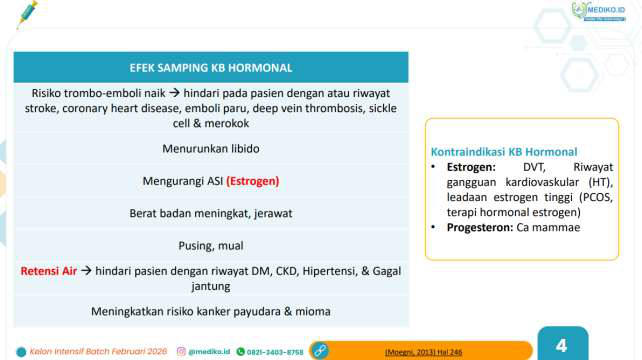 MEDIKO.ID
EFEK SAMPING KB HORMONAL
Risiko trombo-emboli naik → hindari pada pasien dengan atau riwayat
stroke, coronary heart disease, emboli paru, deep vein thrombosis, sickle
cell & merokok
Menurunkan libido
Mengurangi ASI (Estrogen)
Berat badan meningkat, jerawat
Pusing, mual
Retensi Air → hindari pasien dengan riwayat DM, CKD, Hipertensi, & Gagal
jantung
Meningkatkan risiko kanker payudara & mioma
Kontraindikasi KB Hormonal
• Estrogen: DVT, Riwayat
gangguan kardiovaskular (HT),
leadaan estrogen tinggi (PCOS,
terapi hormonal estrogen)
• Progesteron: Ca mammae
Kelan Intensif Batch Februari 2026 @mediko.id 0821-3403-8758
(Moegni, 2013) Hal 246
4